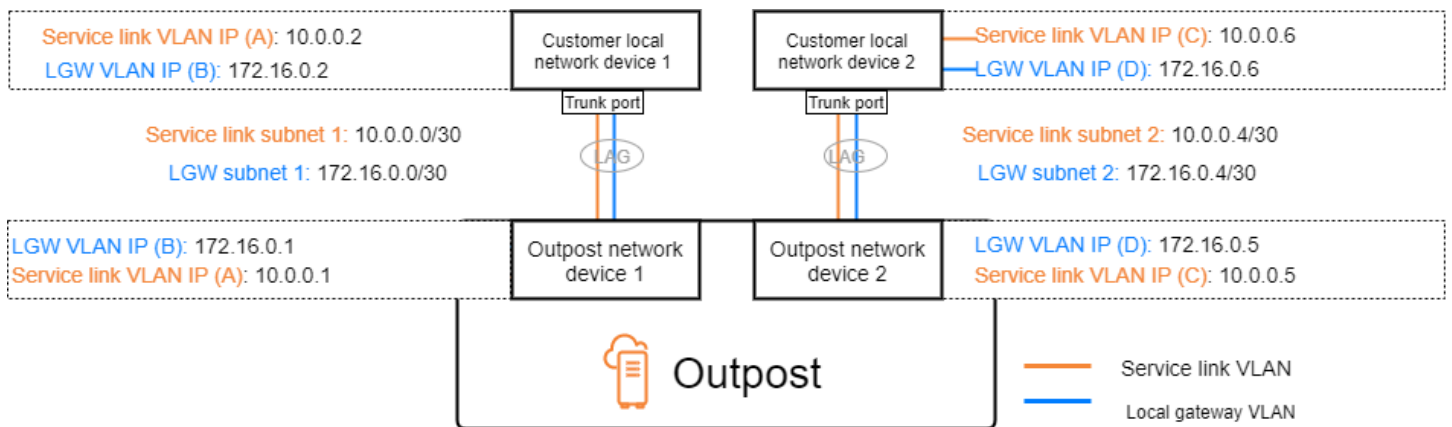 Service link VLAN IP (A): 10.0.0.2
LGW VLAN IP (B): 172.16.0.2
Customer local
network device 1
Trunk port
Customer local
network device 2
Trunk port
Service link VLAN IP (C): 10.0.0.6
LGW VLAN IP (D): 172.16.0.6
Service link subnet 1: 10.0.0.0/30
LGW subnet 1: 172.16.0.0/30
LAG
LAG
Service link subnet 2: 10.0.0.4/30
LGW subnet 2: 172.16.0.4/30
LGW VLAN IP (B): 172.16.0.1
Service link VLAN IP (A): 10.0.0.1
Outpost network
device 1
Outpost network
device 2
LGW VLAN IP (D): 172.16.0.5
Service link VLAN IP (C): 10.0.0.5
Outpost
Service link VLAN
Local gateway VLAN